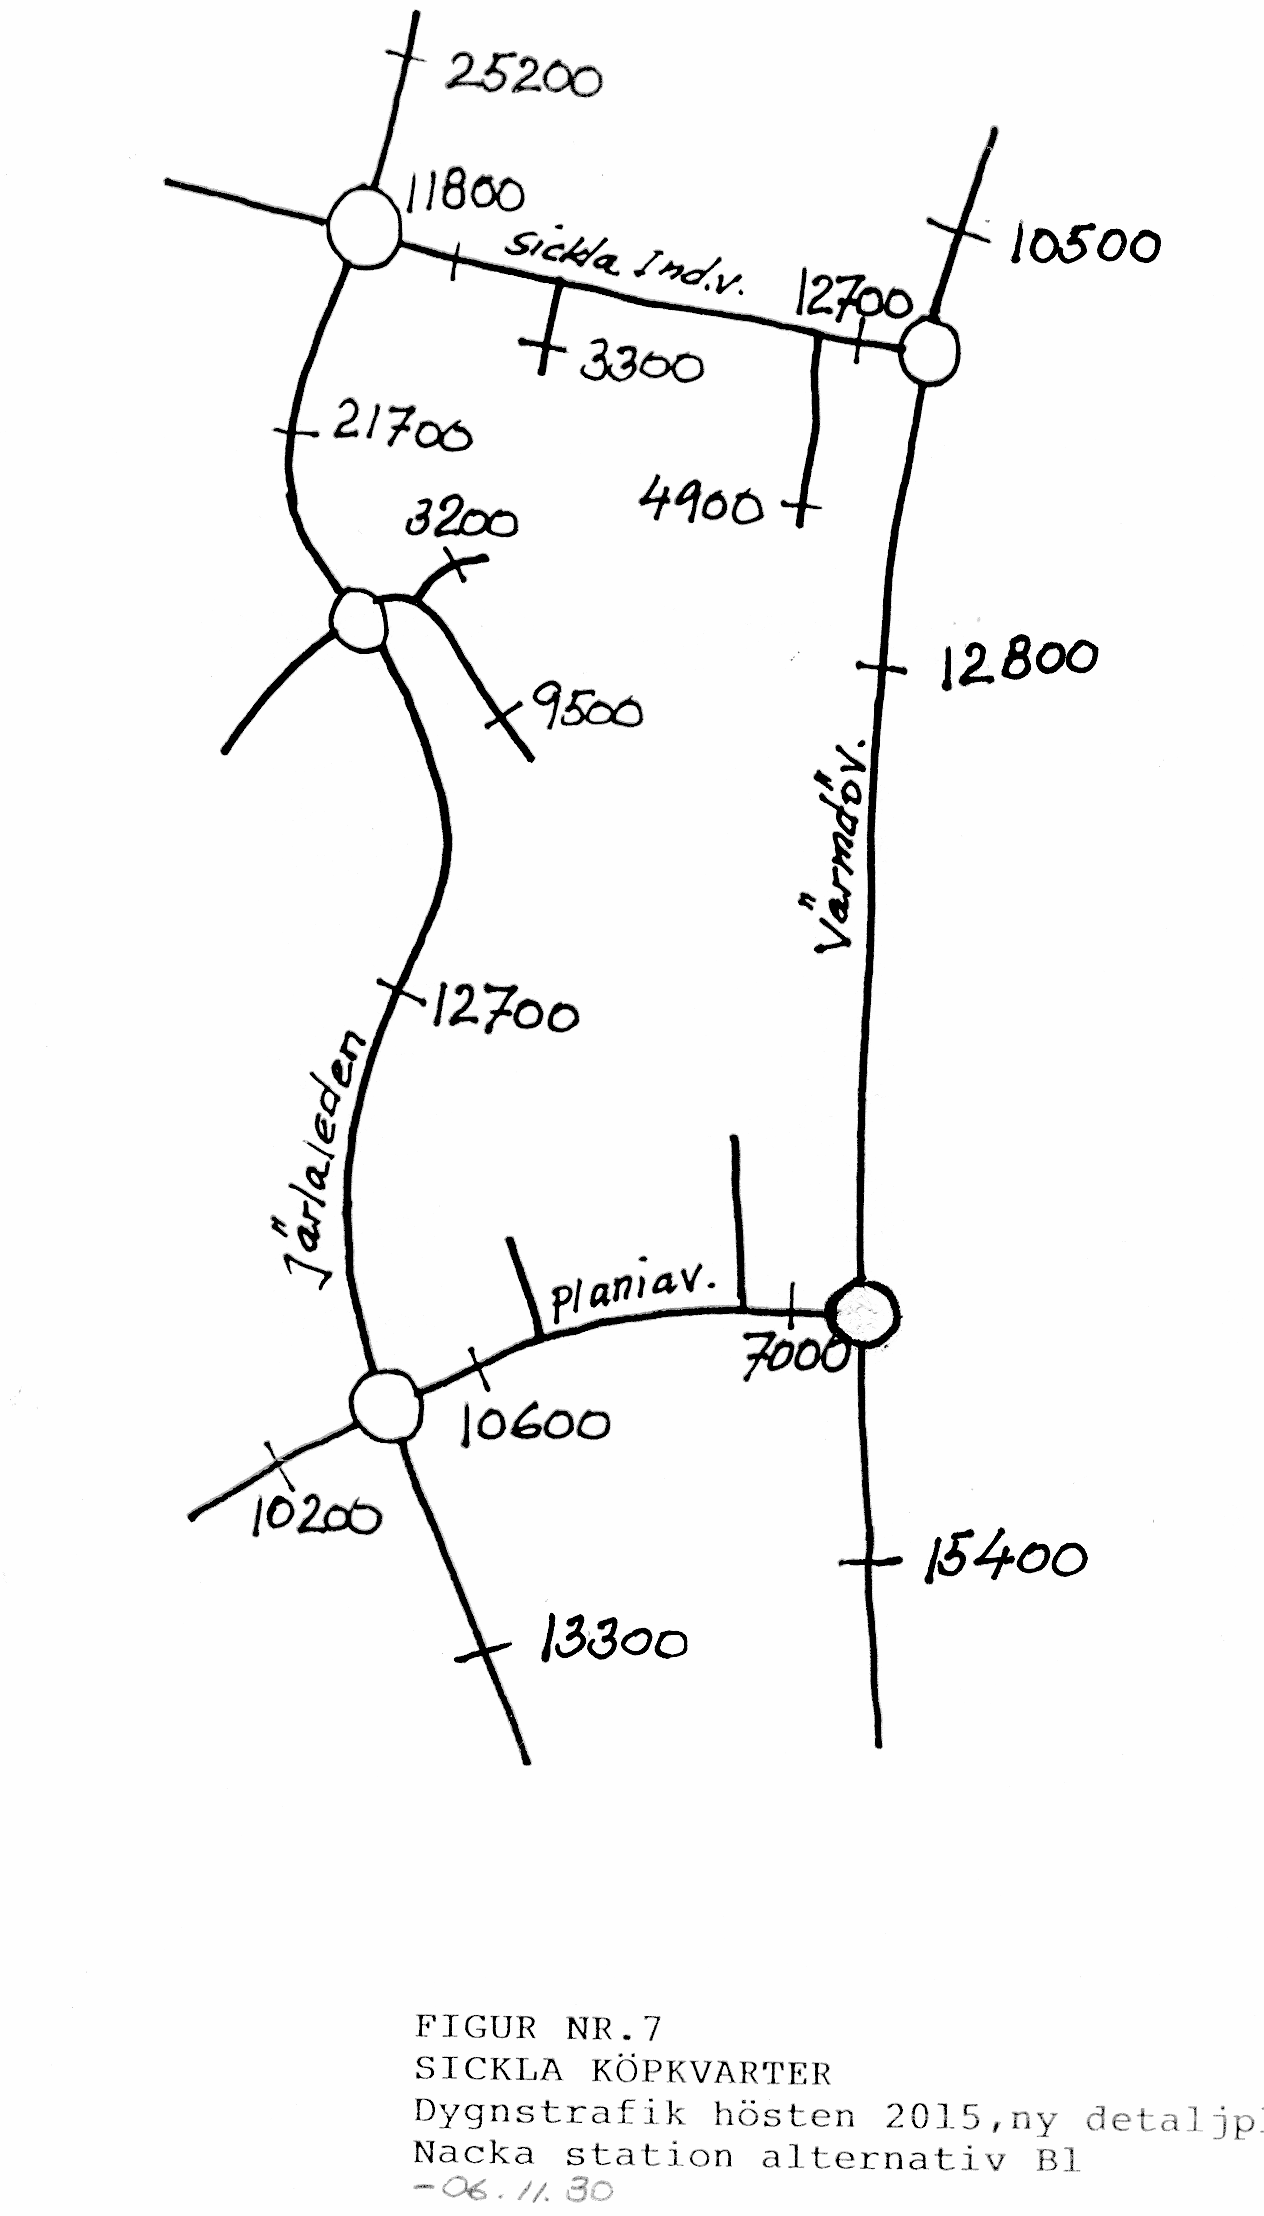 25200
11800
Sickla Ind.v.
10500
12700
3300
21700
4900
3200
12800
9500
Värmdöv.
12700
Järlaleden
Planiav.
7000
10600
10200
15400
13300
FIGUR NR.7
SICKLA KÖPKVARTER
Dygnstrafik hösten 2015,ny detaljpl
Nacka station alternativ B1
-06.11.30